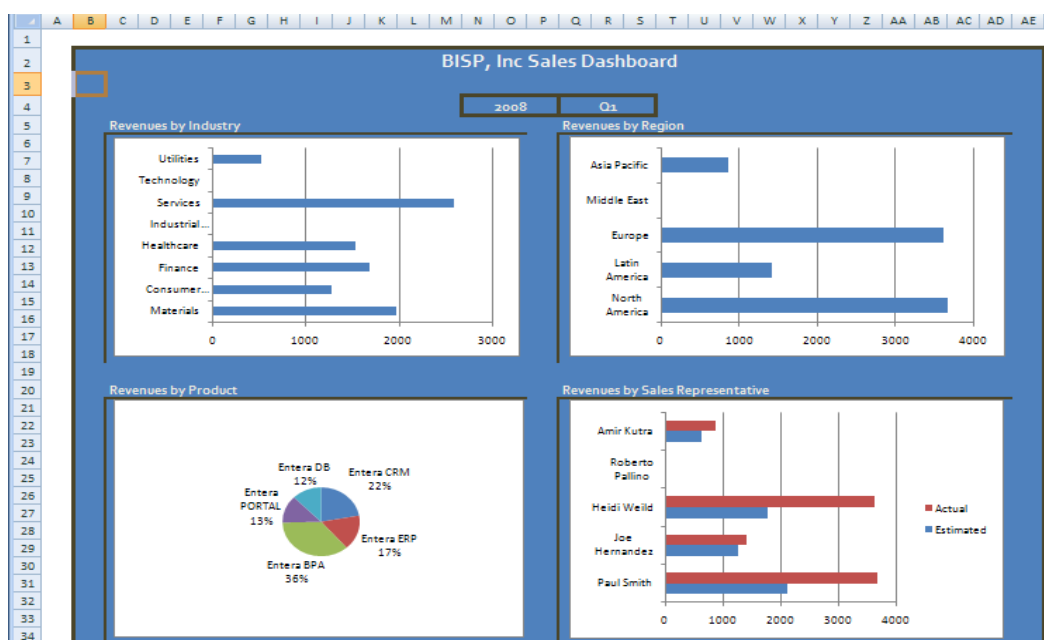 A B C D E F G H I J K L M N O P Q R S T U V W X Y Z AA AB AC AD AE
1
2
3
4
5
6
7
8
9
10
11
12
13
14
15
16
17
18
19
20
21
22
23
24
25
26
27
28
29
30
31
32
33
34
BISP, Inc Sales Dashboard
2008 Q1
Revenues by Industry
Utilities
Technology
Services
Industrial...
Healthcare
Finance
Consumer...
Materials
0 1000 2000 3000
Revenues by Region
Asia Pacific
Middle East
Europe
Latin
America
North
America
0 1000 2000 3000 4000
Revenues by Product
Entera DB
12%
Entera CRM
22%
Entera
PORTAL
13%
Entera ERP
17%
Entera BPA
36%
Revenues by Sales Representative
Amir Kutra
Roberto
Pallino
Heidi Weild
Joe
Hernandez
Paul Smith
0 1000 2000 3000 4000
Actual
Estimated